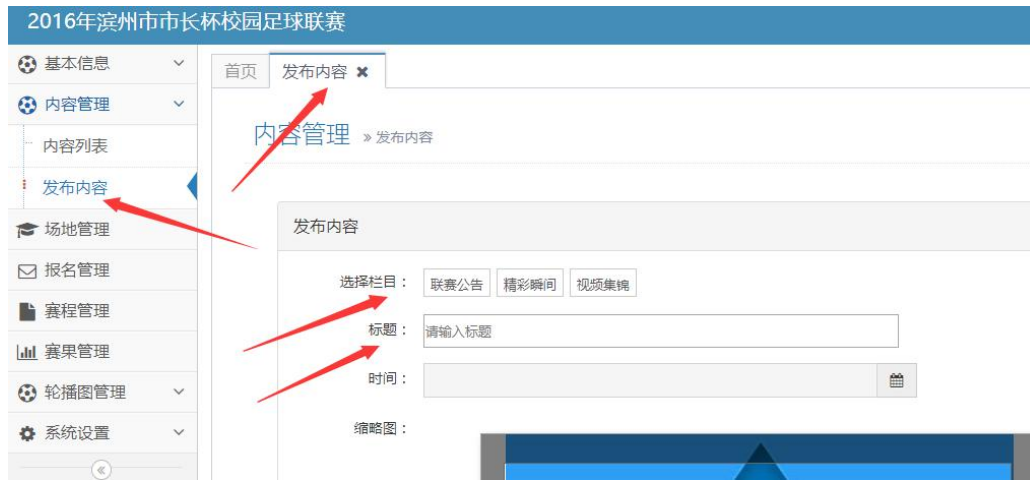 2016年滨州市市长杯校园足球联赛
基本信息
内容管理
内容列表
发布内容
场地管理
报名管理
赛程管理
赛果管理
轮播图管理
系统设置
首页 发布内容
内容管理 » 发布内容
发布内容
选择栏目： 联赛公告 精彩瞬间 视频集锦
标题： 请输入标题
时间：
缩略图：